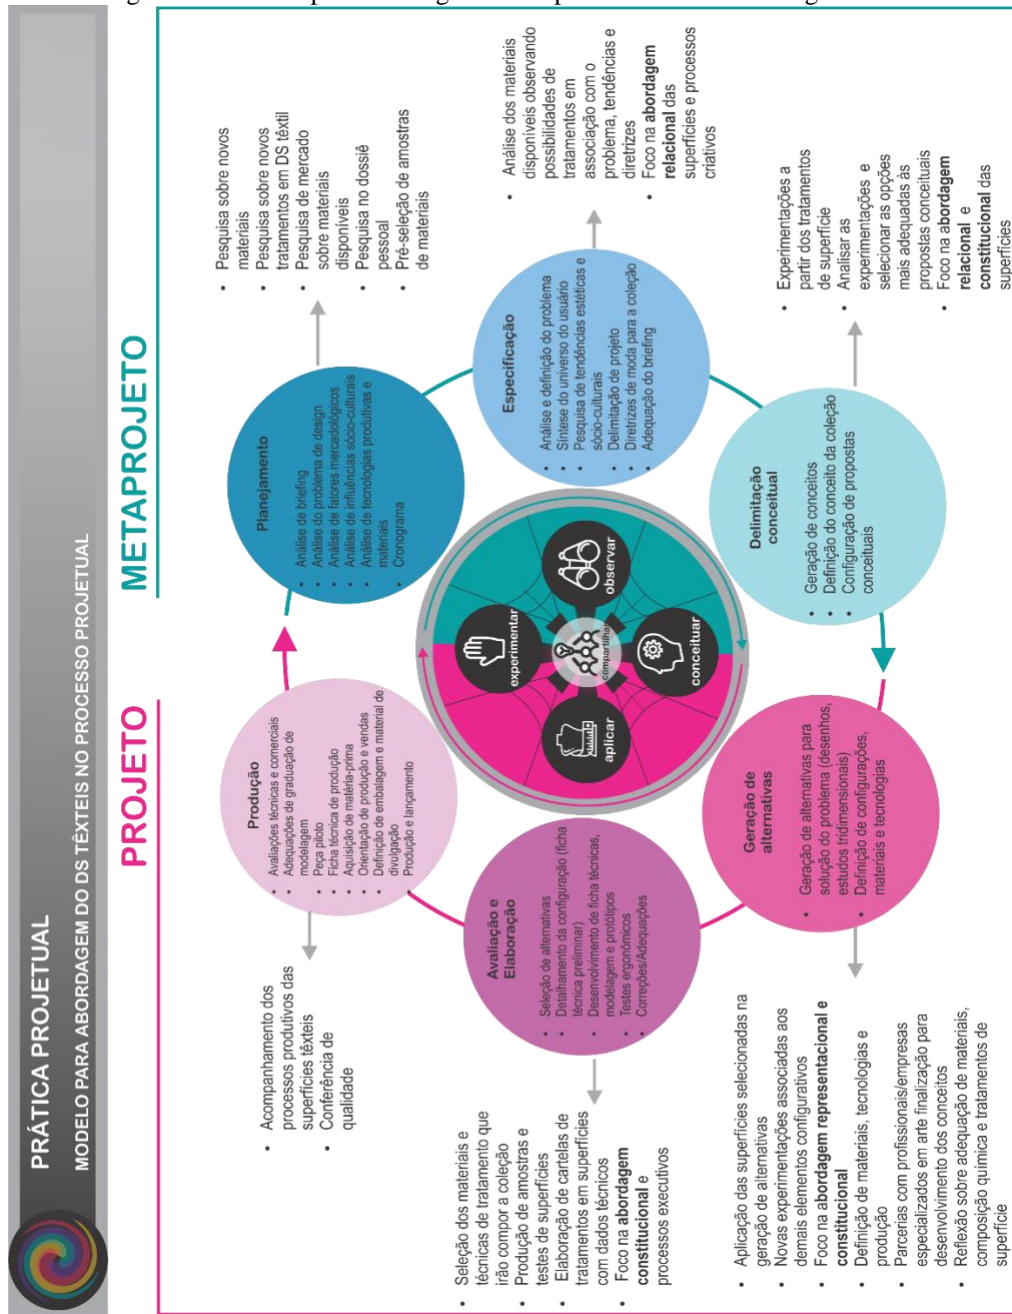 PRÁTICA PROJETUAL
MODELO PARA ABORDAGEM DO DS TÊXTEIS NO PROCESSO PROJETUAL
PROJETO
METAPROJETO
Planejamento
• Análise de briefing
• Análise do problema de design
• Análise de fatores mercadológicos
• Análise de influências sócio-culturais
• Análise de tecnologias produtivas e
materiais
• Cronograma
• Pesquisa sobre novos
materiais
• Pesquisa sobre novos
tratamentos em DS têxtil
• Pesquisa de mercado
sobre materiais
disponíveis
• Pesquisa no dossiê
pessoal
• Pré-seleção de amostras
de materiais
Especificação
• Análise e definição do problema
• Síntese do universo do usuário
• Pesquisa de tendências estéticas e
sócio-culturais
• Delimitação de projeto
• Diretrizes de moda para a coleção
• Adequação do briefing
• Análise dos materiais
disponíveis observando
possibilidades de
tratamentos em
associação com o
problema, tendências e
diretrizes
• Foco na abordagem
relacional das
superfícies e processos
criativos
Delimitação
conceitual
• Geração de conceitos
• Definição do conceito da coleção
• Configuração de propostas
conceituais
• Experimentações a
partir dos tratamentos
de superfície
• Analisar as
experimentações e
selecionar as opções
mais adequadas às
propostas conceituais
• Foco na abordagem
relacional e
constitucional das
superfícies
Geração de
alternativas
• Geração de alternativas para
solução do problema (desenhos,
estudos tridimensionais)
• Definição de configurações,
materiais e tecnologias
• Aplicação das superfícies selecionadas na
geração de alternativas
• Novas experimentações associadas aos
demais elementos configurativos
• Foco na abordagem representacional e
constitucional
• Definição de materiais, tecnologias e
produção
• Parcerias com profissionais/empresas
especializados em arte finalização para
desenvolvimento dos conceitos
• Reflexão sobre adequação de materiais,
composição química e tratamentos de
superfície
Avaliação e
Elaboração
• Seleção de alternativas
• Detalhamento da configuração (ficha
técnica preliminar)
• Desenvolvimento de ficha técnicas,
modelagem e protótipos
• Testes ergonômicos
• Correções/Adequações
• Seleção dos materiais e
técnicas de tratamento que
irão compor a coleção
• Produção de amostras e
testes de superfícies
• Elaboração de cartelas de
tratamentos em superfícies
com dados técnicos
• Foco na abordagem
constitucional e
processos executivos
Produção
• Avaliações técnicas e comerciais
• Adequações de graduação de
modelagem
• Peça piloto
• Ficha técnica de produção
• Aquisição de matéria-prima
• Orientação de produção e vendas
• Definição de embalagem e material de
divulgação
• Produção e lançamento
• Acompanhamento dos
processos produtivos das
superfícies têxteis
• Conferência de
qualidade
experimentar
observar
compartilhar
aplicar
conceituar